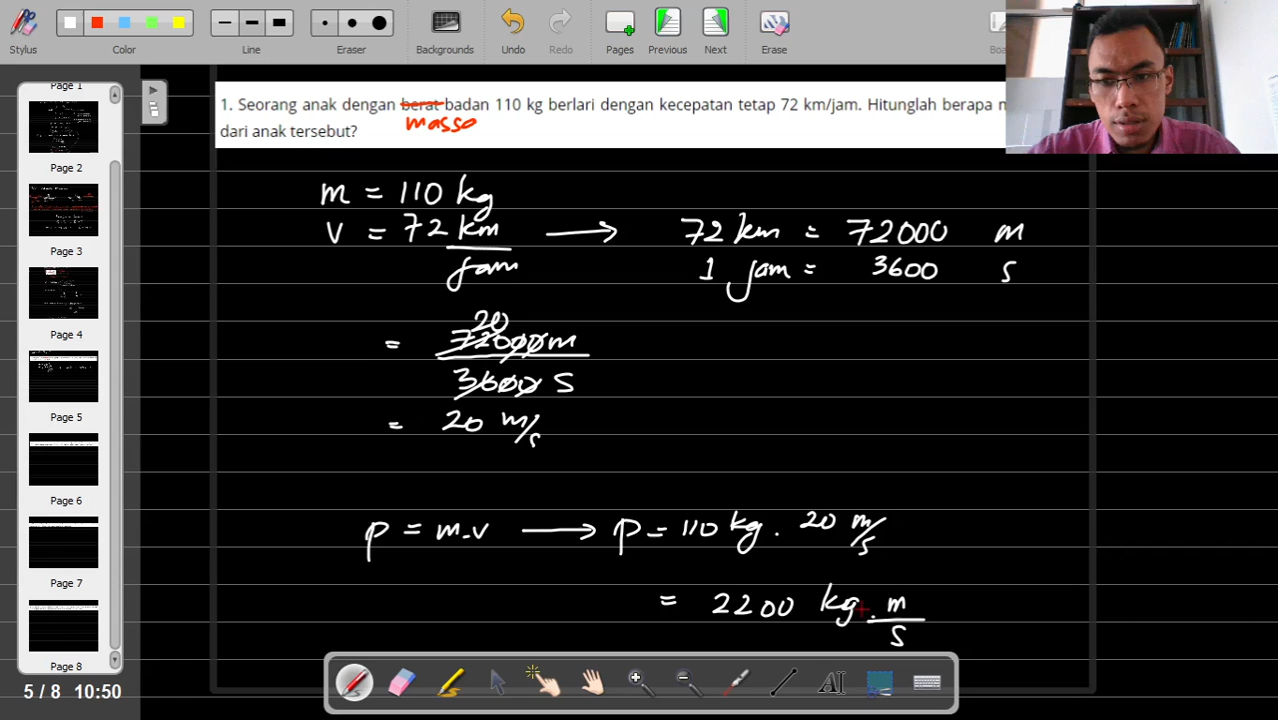 Stylus
Color
Line
Eraser
Backgrounds
Undo
Redo
Pages
Previous
Next
Erase
Page 1
Page 2
Page 3
Page 4
Page 5
Page 6
Page 7
Page 8
5 / 8 10:50
1. Seorang anak dengan berat badan 110 kg berlari dengan kecepatan tetap 72 km/jam. Hitunglah berapa
massa
dari anak tersebut?
m = 110 kg
v = 72 km/jam → 72 km = 72000 m
1 jam = 3600 s
20
= 72000 m / 3600 s
= 20 m/s
p = m.v → p = 110 kg . 20 m/s
= 2200 kg . m/s